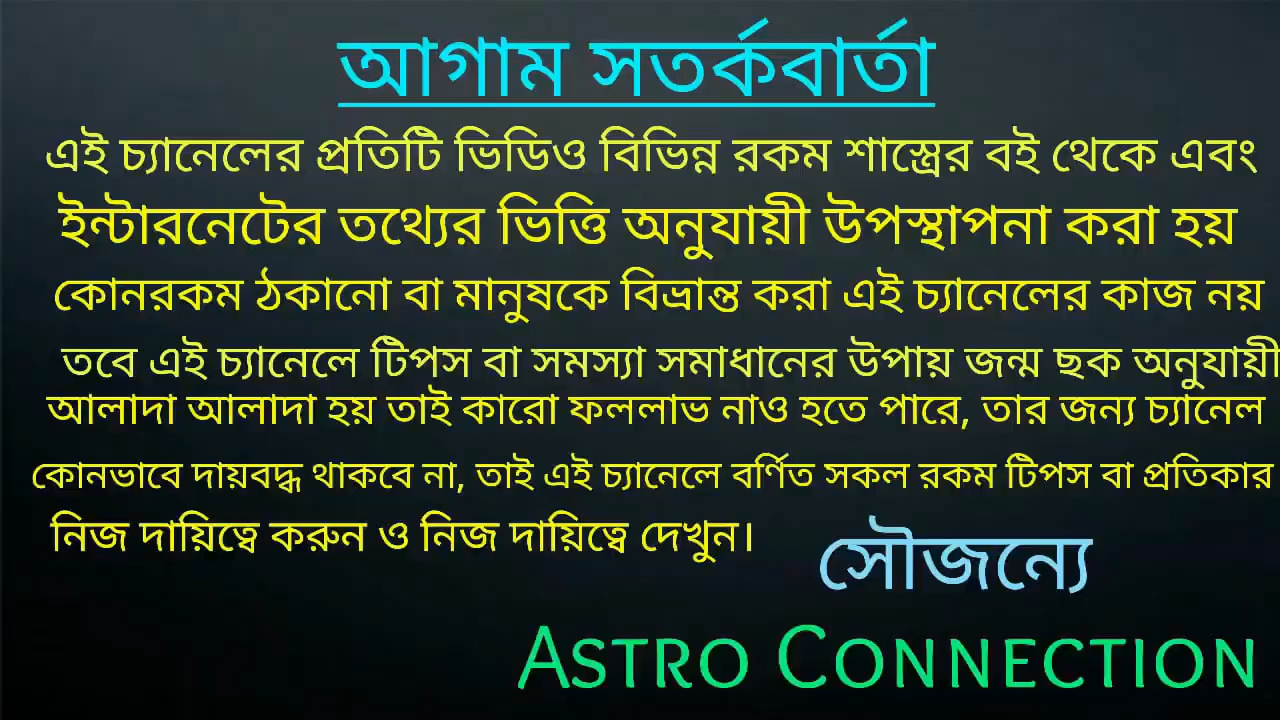 আগাম সতর্কবার্তা
এই চ্যানেলের প্রতিটি ভিডিও বিভিন্ন রকম শাস্ত্রের বই থেকে এবং
ইন্টারনেটের তথ্যের ভিত্তি অনুযায়ী উপস্থাপনা করা হয়
কোনরকম ঠকানো বা মানুষকে বিভ্রান্ত করা এই চ্যানেলের কাজ নয়
তবে এই চ্যানেলে টিপস বা সমস্যা সমাধানের উপায় জন্ম ছক অনুযায়ী
আলাদা আলাদা হয় তাই কারো ফললাভ নাও হতে পারে, তার জন্য চ্যানেল
কোনভাবে দায়বদ্ধ থাকবে না, তাই এই চ্যানেলে বর্ণিত সকল রকম টিপস বা প্রতিকার
নিজ দায়িত্বে করুন ও নিজ দায়িত্বে দেখুন।
সৌজন্যে
ASTRO CONNECTION